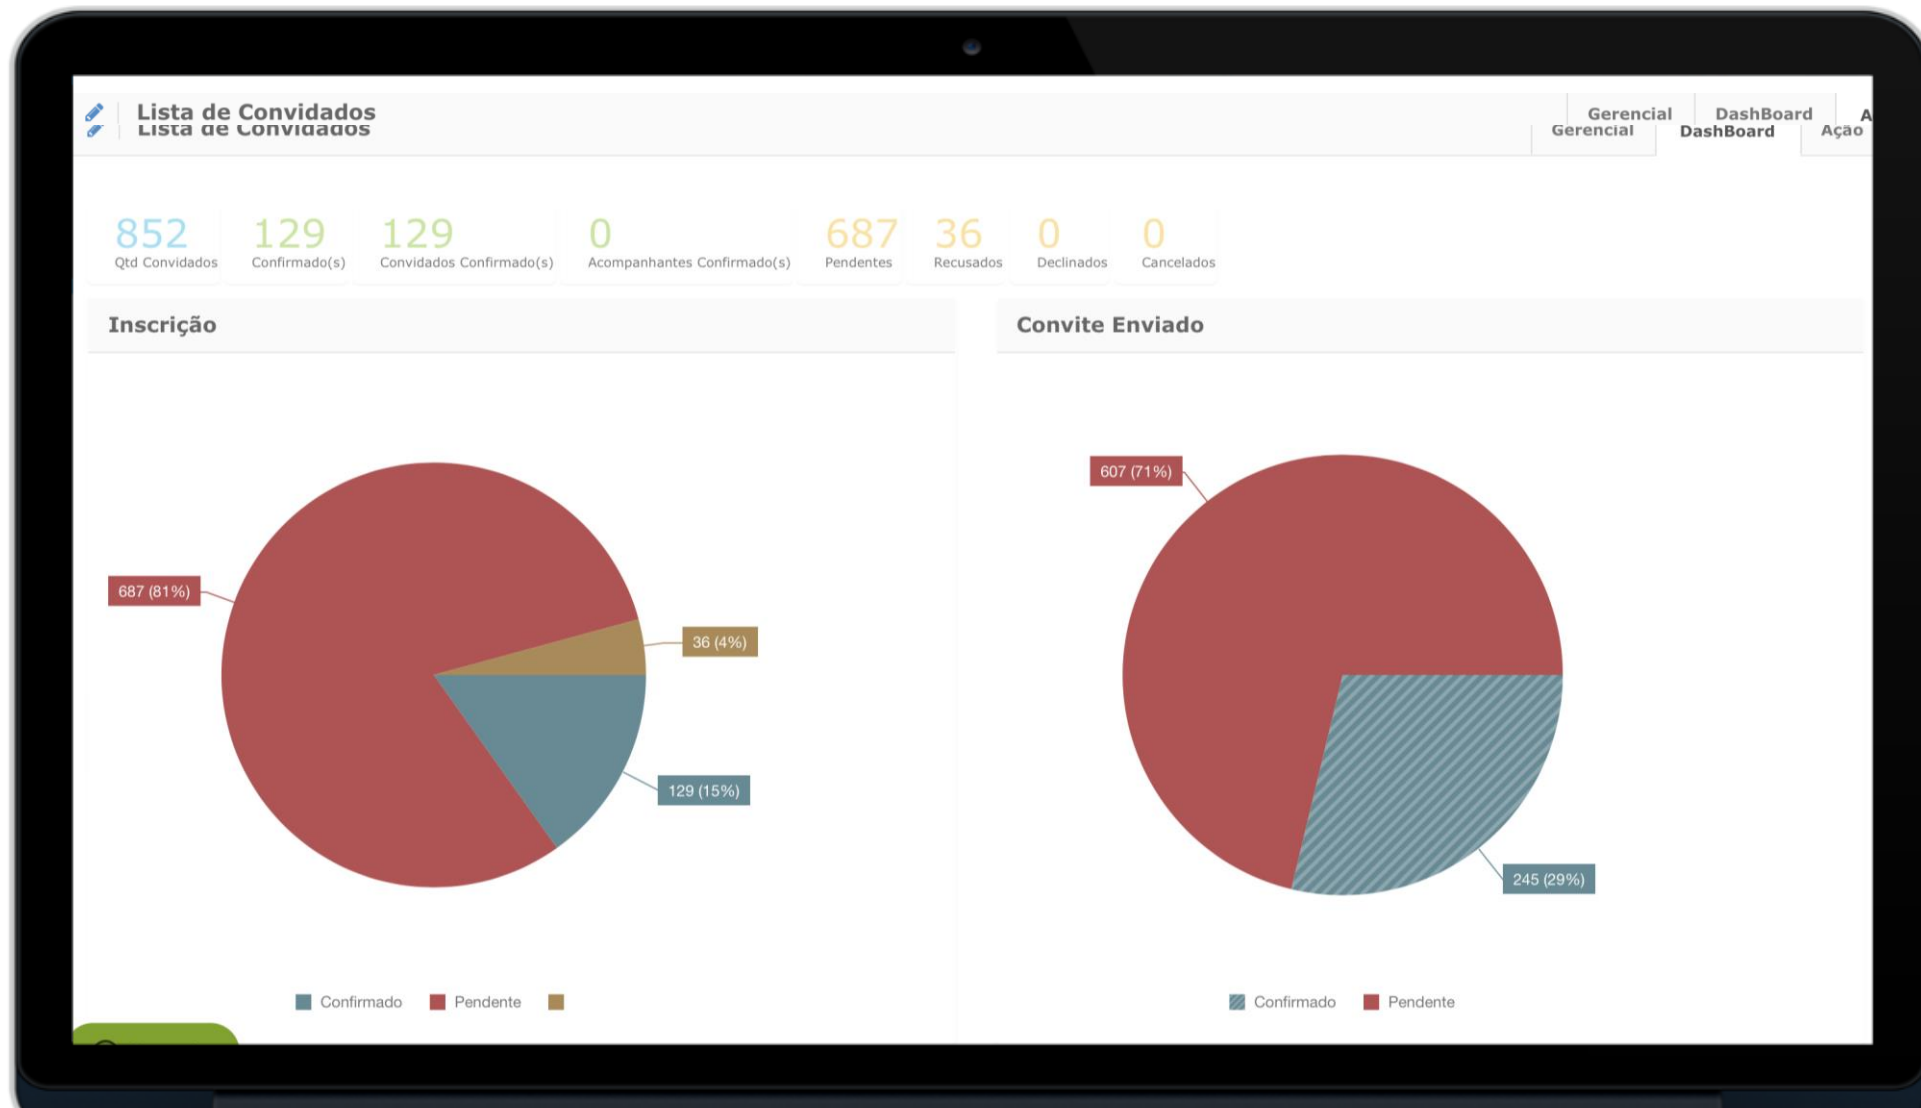 Lista de Convidados
Gerencial DashBoard A
Lista de Convidados
Gerencial DashBoard Ação
852 129 129 0 687 36 0 0
Qtd Convidados Confirmado(s) Convidados Confirmado(s) Acompanhantes Confirmado(s) Pendentes Recusados Declinados Cancelados
Inscrição
Convite Enviado
607 (71%)
687 (81%)
36 (4%)
129 (15%)
245 (29%)
Confirmado Pendente
Confirmado Pendente